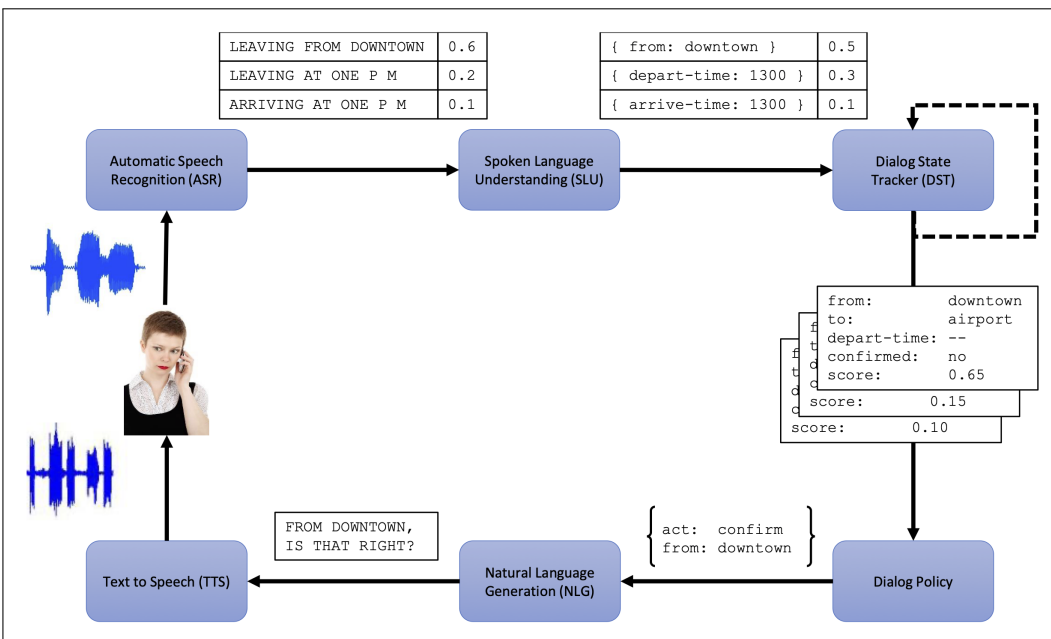 LEAVING FROM DOWNTOWN 0.6
LEAVING AT ONE P M 0.2
ARRIVING AT ONE P M 0.1
{ from: downtown } 0.5
{ depart-time: 1300 } 0.3
{ arrive-time: 1300 } 0.1
Automatic Speech
Recognition (ASR)
Spoken Language
Understanding (SLU)
Dialog State
Tracker (DST)
from: downtown
to: airport
depart-time: --
confirmed: no
score: 0.65
f
t
d
c
score: 0.15
f
t
d
c
score: 0.10
act: confirm
from: downtown
FROM DOWNTOWN,
IS THAT RIGHT?
Text to Speech (TTS)
Natural Language
Generation (NLG)
Dialog Policy